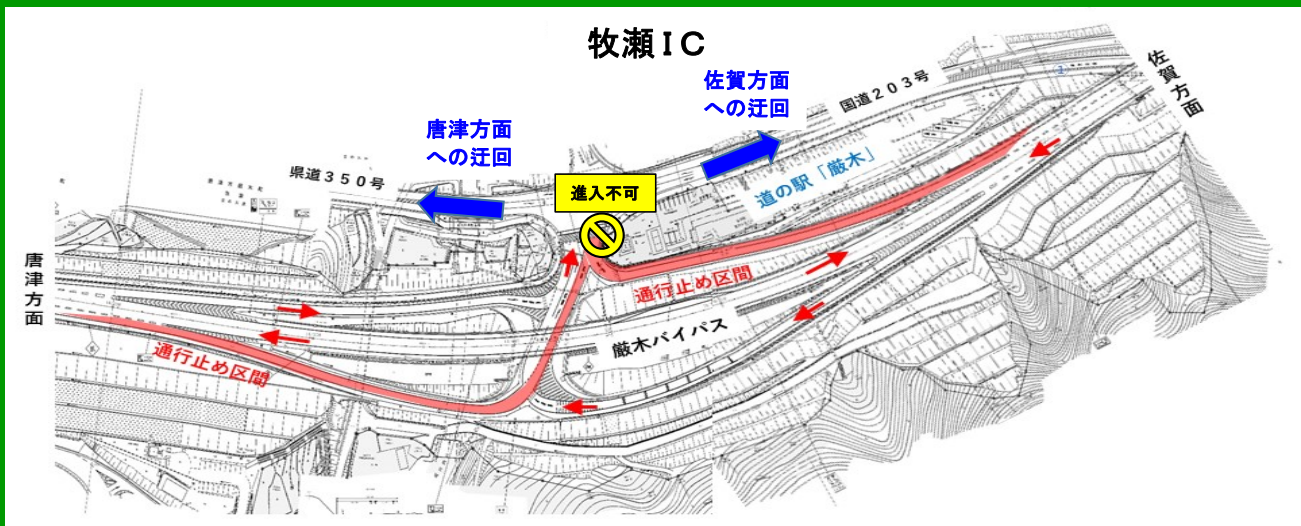 牧瀬IC
佐賀方面
への迂回
国道203号
佐賀方面
唐津方面
への迂回
県道350号
進入不可
道の駅「厳木」
唐津方面
通行止め区間
厳木バイパス
通行止め区間